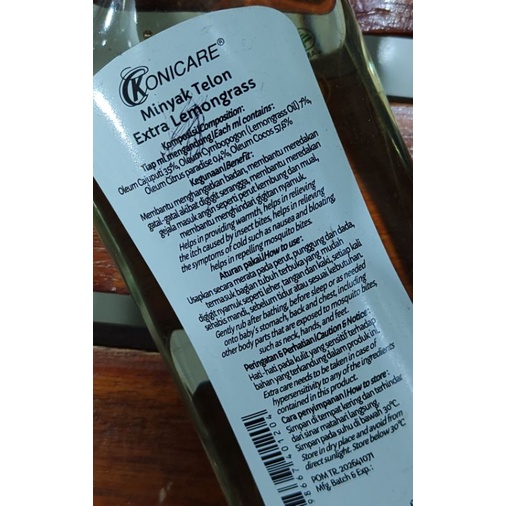 KONICARE®
Minyak Telon
Extra Lemongrass
Komposisi/Composition :
Tiap ml mengandung/Each ml contains :
Oleum Cajuputi 35%, Oleum Cymbopogon (Lemongrass Oil) 7%,
Oleum Citrus paradise 0,4%, Oleum Cocos 57,6%
Kegunaan/Benefit :
Membantu menghangatkan badan, membantu meredakan
gatal-gatal akibat digigit serangga, membantu meredakan
gejala masuk angin seperti perut kembung dan mual,
membantu menghindari gigitan nyamuk.
Helps in providing warmth, helps in relieving
the itch caused by insect bites, helps in relieving
the symptoms of cold such as nausea and bloating,
helps in repelling mosquito bites.
Aturan pakai/How to use :
Usapkan secara merata pada perut, punggung dan dada,
termasuk bagian tubuh terbuka yang mudah
digigit nyamuk seperti leher, tangan dan kaki, setiap kali
sehabis mandi, sebelum tidur atau sesuai kebutuhan.
Gently rub after bathing, before sleep or as needed
onto baby's stomach, back and chest, including
other body parts that are exposed to mosquito bites,
such as neck, hands, and feet.
Peringatan & Perhatian/Caution & Notice :
Hati-hati pada kulit yang sensitif terhadap
bahan yang terkandung dalam produk ini.
Extra care needs to be taken in case of
hypersensitivity to any of the ingredients
contained in this product.
Cara penyimpanan/How to store :
Simpan di tempat kering dan terhindar
dari sinar matahari langsung.
Simpan pada suhu di bawah 30°C.
Store in dry place and avoid from
direct sunlight. Store below 30°C
POM TR. 202641071
Mfg. Batch & Exp. :